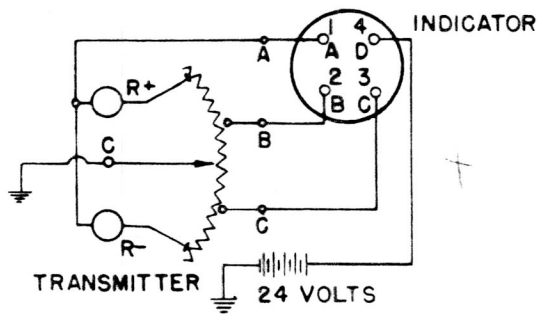 INDICATOR
1 4
A A D
2 3
R+ B C
B
C
C
R-
TRANSMITTER
24 VOLTS